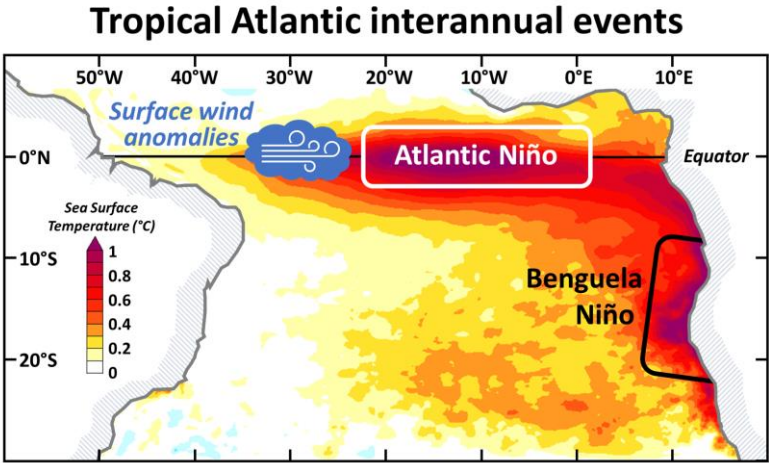 Tropical Atlantic interannual events
50°W 40°W 30°W 20°W 10°W 0°E 10°E
Surface wind
anomalies
0°N
Atlantic Niño
Equator
Sea Surface
Temperature (°C)
1
0.8
0.6
0.4
0.2
0
10°S
Benguela
Niño
20°S